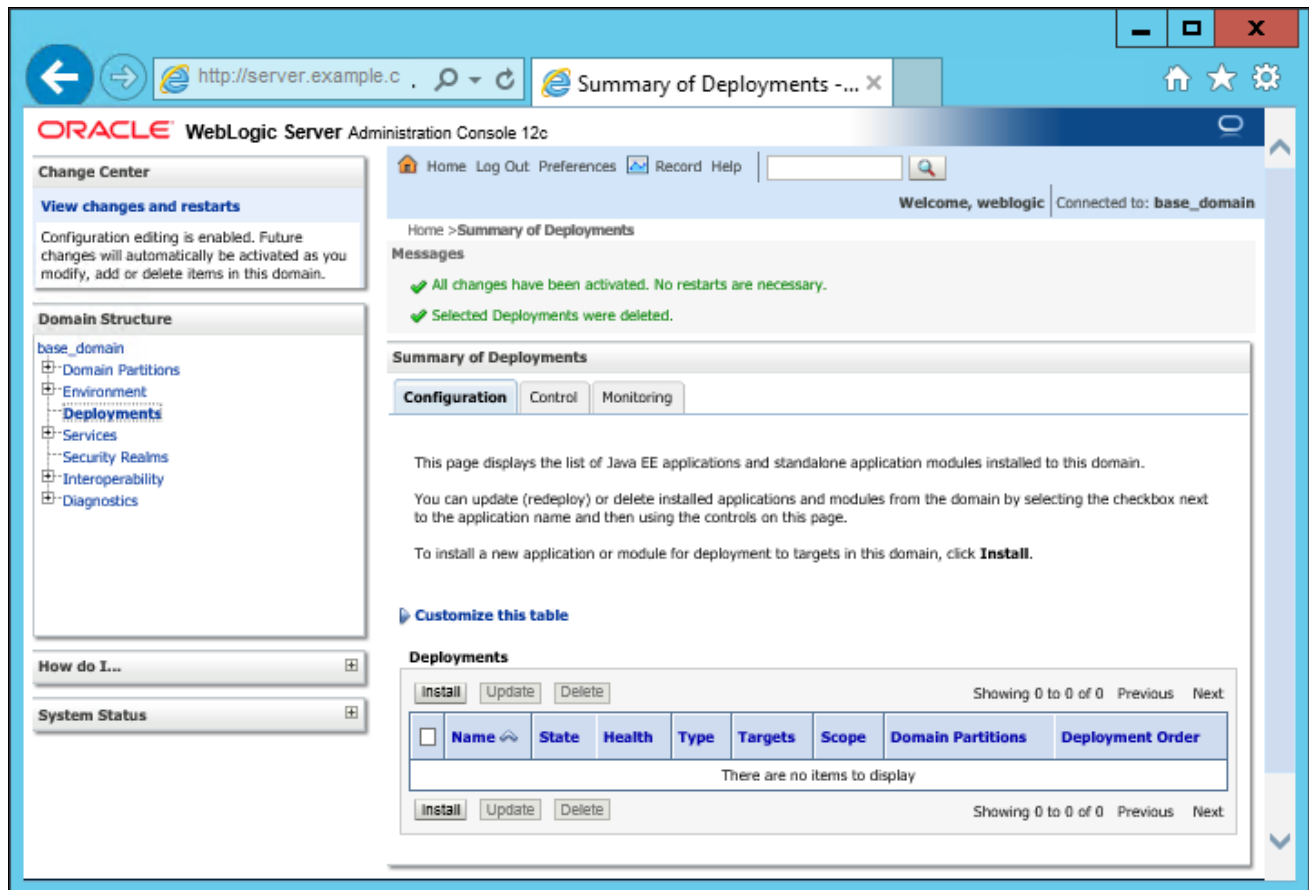 http://server.example.c
Summary of Deployments -...
ORACLE WebLogic Server Administration Console 12c
Change Center
View changes and restarts
Configuration editing is enabled. Future
changes will automatically be activated as you
modify, add or delete items in this domain.
Domain Structure
base_domain
Domain Partitions
Environment
Deployments
Services
Security Realms
Interoperability
Diagnostics
How do I...
System Status
Home Log Out Preferences Record Help
Welcome, weblogic Connected to: base_domain
Home >Summary of Deployments
Messages
All changes have been activated. No restarts are necessary.
Selected Deployments were deleted.
Summary of Deployments
Configuration Control Monitoring
This page displays the list of Java EE applications and standalone application modules installed to this domain.
You can update (redeploy) or delete installed applications and modules from the domain by selecting the checkbox next
to the application name and then using the controls on this page.
To install a new application or module for deployment to targets in this domain, click Install.
Customize this table
Deployments
Install Update Delete Showing 0 to 0 of 0 Previous Next
Name State Health Type Targets Scope Domain Partitions Deployment Order
There are no items to display
Install Update Delete Showing 0 to 0 of 0 Previous Next